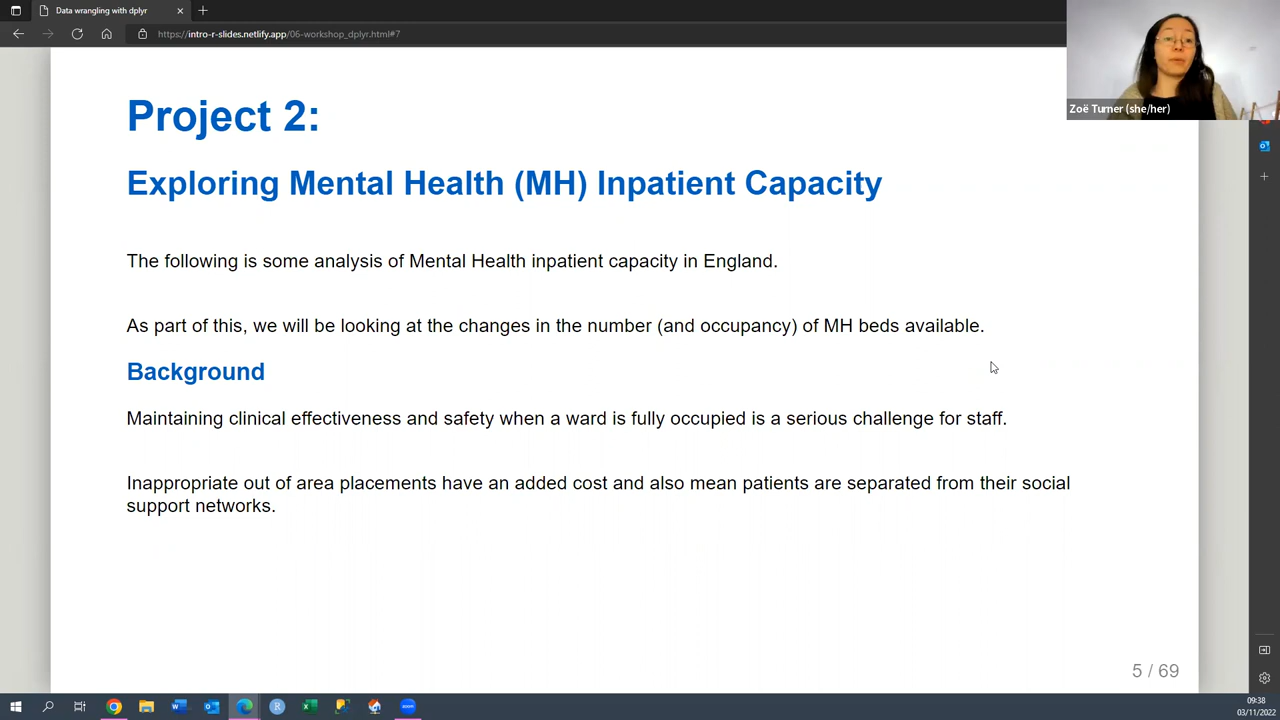 Data wrangling with dplyr
https://intro-r-slides.netlify.app/06-workshop_dplyr.html#7
Zoë Turner (she/her)
Project 2:
Exploring Mental Health (MH) Inpatient Capacity
The following is some analysis of Mental Health inpatient capacity in England.
As part of this, we will be looking at the changes in the number (and occupancy) of MH beds available.
Background
Maintaining clinical effectiveness and safety when a ward is fully occupied is a serious challenge for staff.
Inappropriate out of area placements have an added cost and also mean patients are separated from their social
support networks.
5 / 69
09:38
03/11/2022